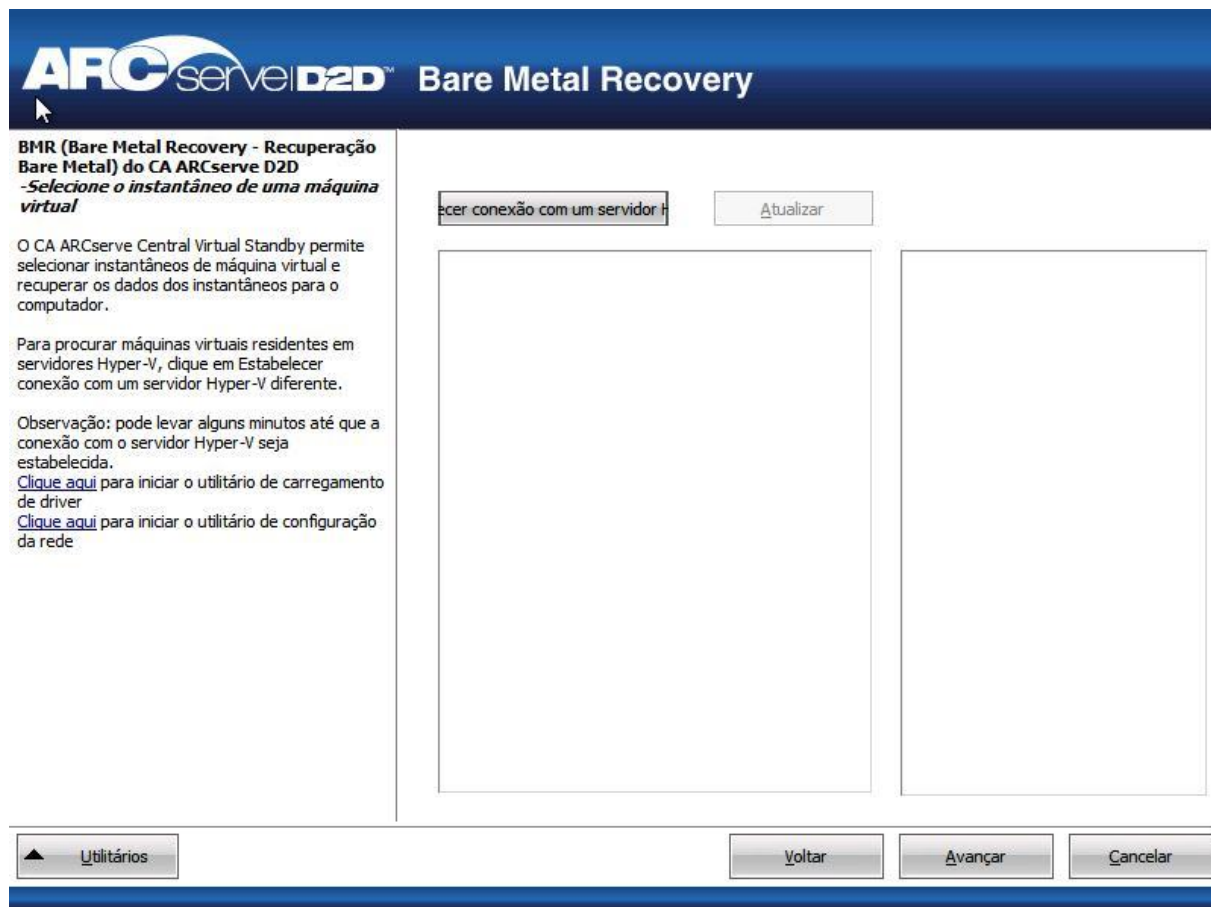 ARCserve D2D™ Bare Metal Recovery
BMR (Bare Metal Recovery - Recuperação
Bare Metal) do CA ARCserve D2D
-Selecione o instantâneo de uma máquina
virtual
O CA ARCserve Central Virtual Standby permite
selecionar instantâneos de máquina virtual e
recuperar os dados dos instantâneos para o
computador.
Para procurar máquinas virtuais residentes em
servidores Hyper-V, clique em Estabelecer
conexão com um servidor Hyper-V diferente.
Observação: pode levar alguns minutos até que a
conexão com o servidor Hyper-V seja
estabelecida.
Clique aqui para iniciar o utilitário de carregamento
de driver
Clique aqui para iniciar o utilitário de configuração
da rede
ecer conexão com um servidor H
Atualizar
Utilitários
Voltar
Avançar
Cancelar